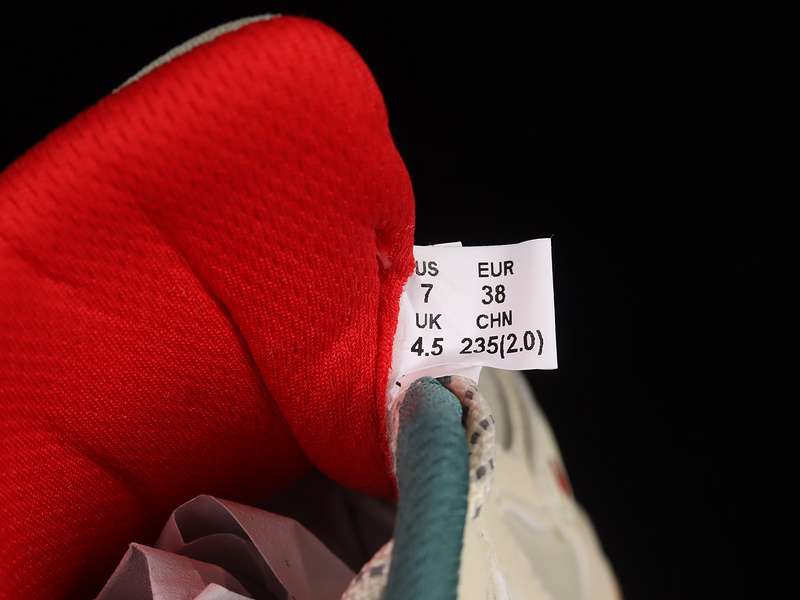 US EUR
7 38
UK CHN
4.5 235(2.0)